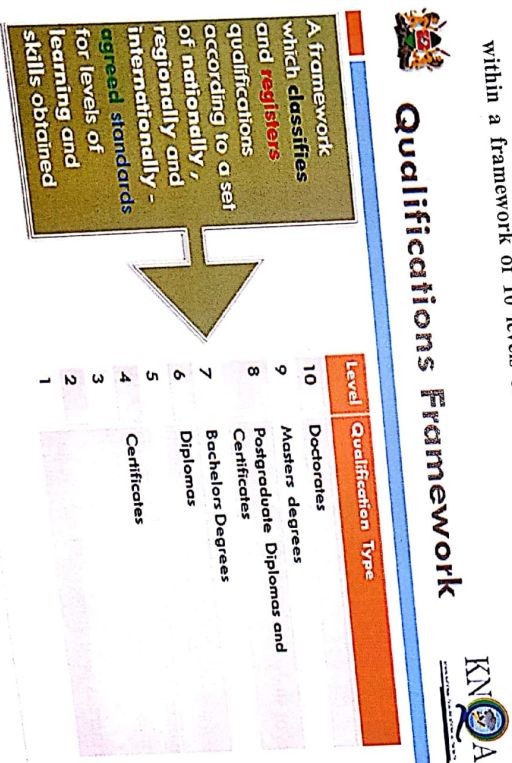 within a framework of 10 levels
Qualifications Framework
KNQA
A framework
which classifies
and registers
qualifications
according to a set
of nationally,
regionally and
internationally -
agreed standards
for levels of
learning and
skills obtained
Level Qualification Type
10 Doctorates
9 Masters degrees
8 Postgraduate Diplomas and
Certificates
7 Bachelors Degrees
6 Diplomas
5
4 Certificates
3
2
1